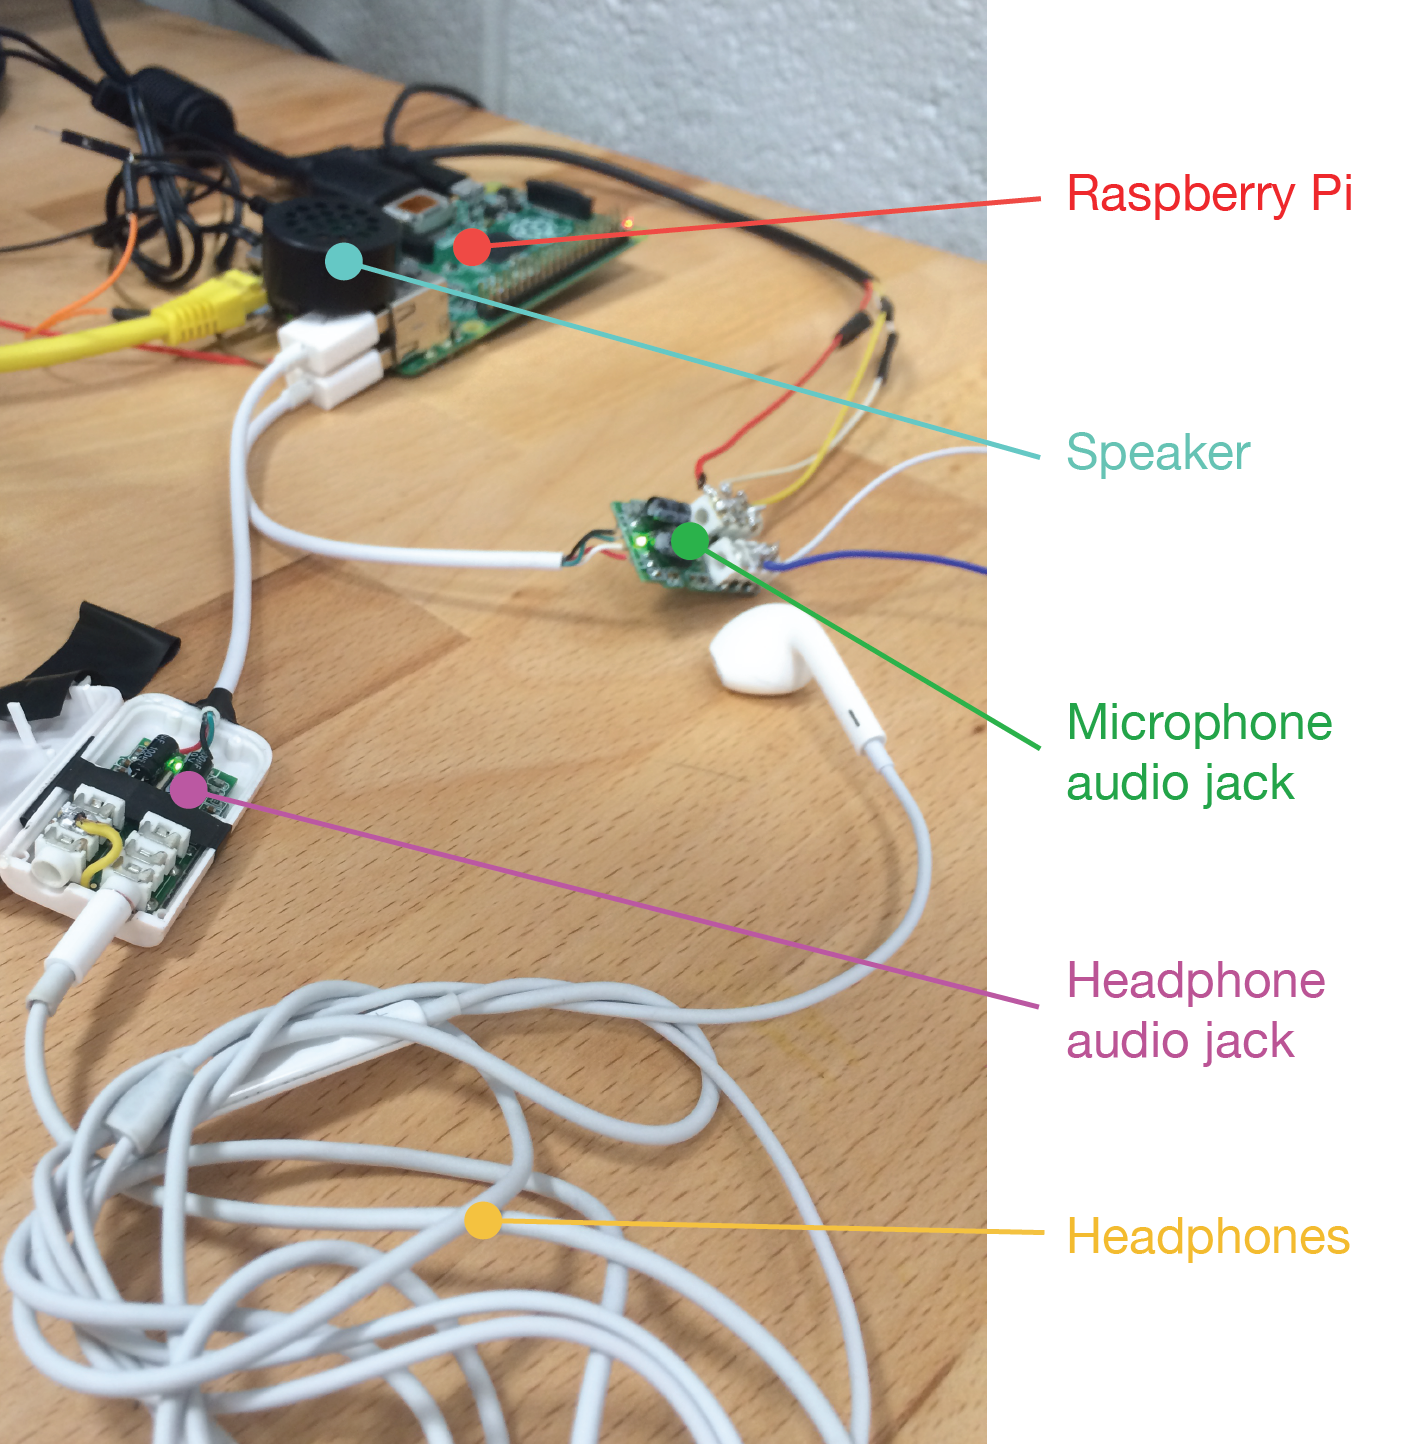 Raspberry Pi
Speaker
Microphone
audio jack
Headphone
audio jack
Headphones